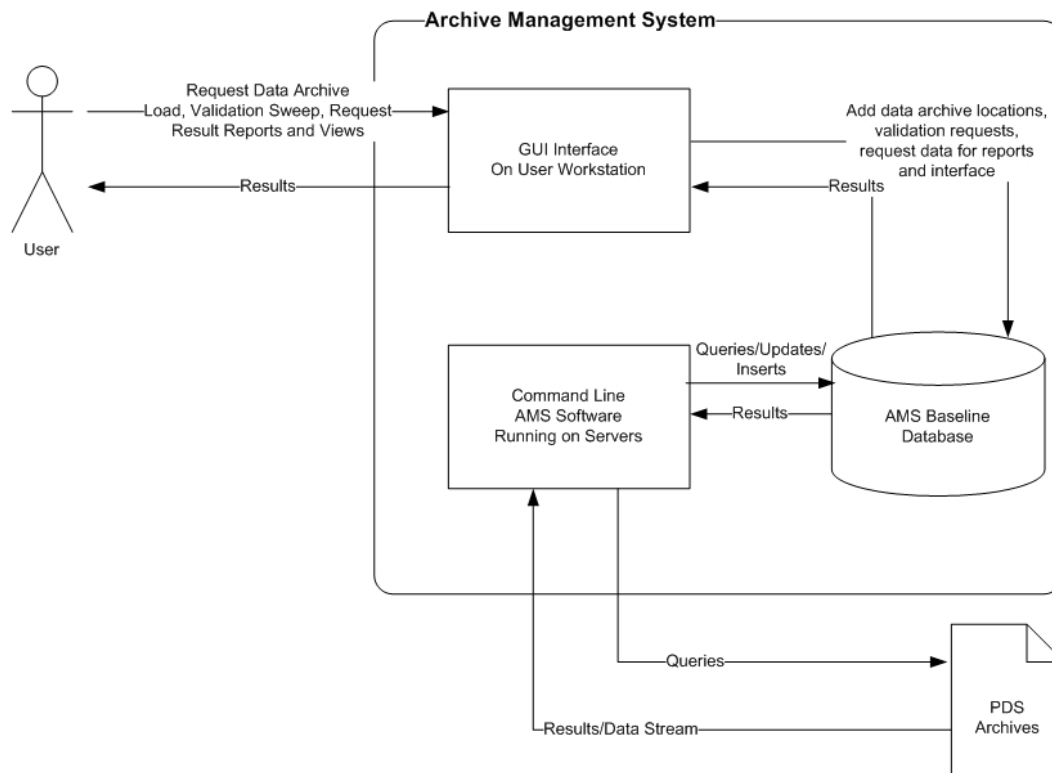 Archive Management System
Request Data Archive
Load, Validation Sweep, Request
Result Reports and Views
Results
User
GUI Interface
On User Workstation
Add data archive locations,
validation requests,
request data for reports
and interface
Results
Command Line
AMS Software
Running on Servers
Queries/Updates/
Inserts
Results
AMS Baseline
Database
Queries
Results/Data Stream
PDS
Archives